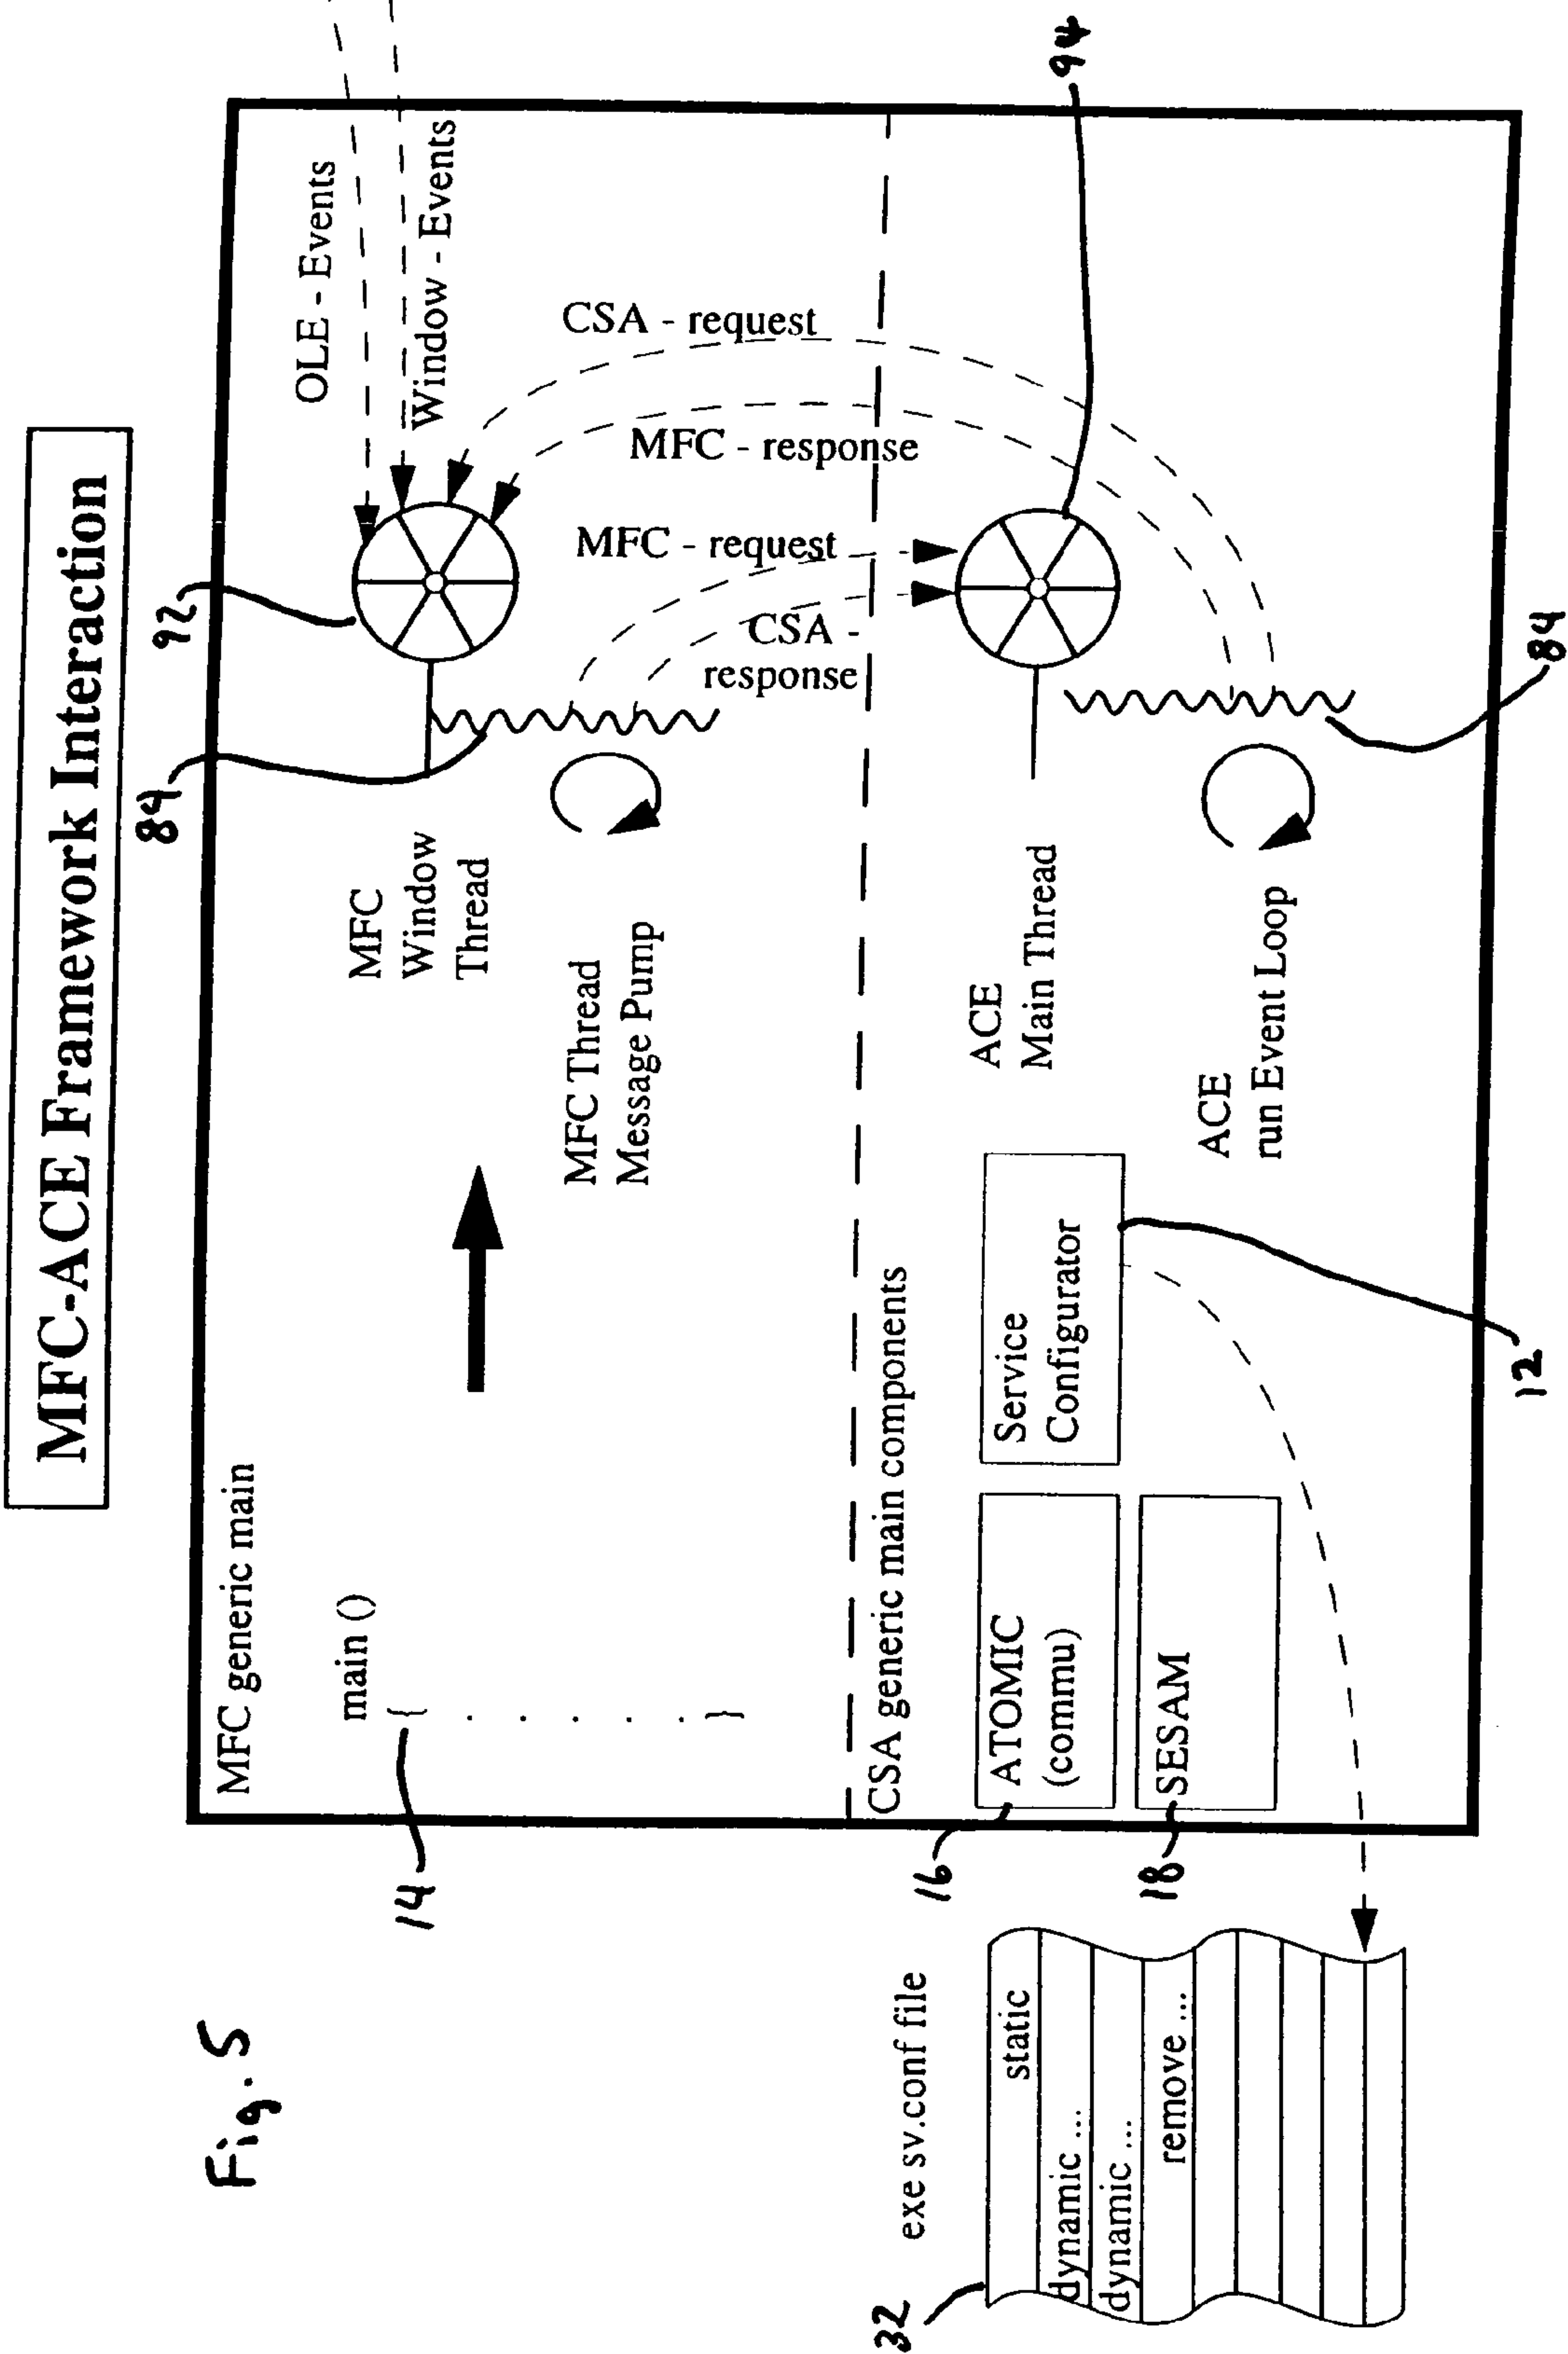 Fig. 5
MFC-ACE Framework Interaction
MFC generic main
main ()
{
. . . . .
}
14
MFC
Window
Thread
MFC Thread
Message Pump
84
92
OLE - Events
Window - Events
CSA - request
MFC - response
MFC - request
CSA -
response
CSA generic main components
ATOMIC
(commu)
16
SESAM
18
Service
Configurator
12
ACE
Main Thread
ACE
run Event Loop
84
94
exe sv.conf file
32
static
dynamic ...
dynamic ...
remove ...